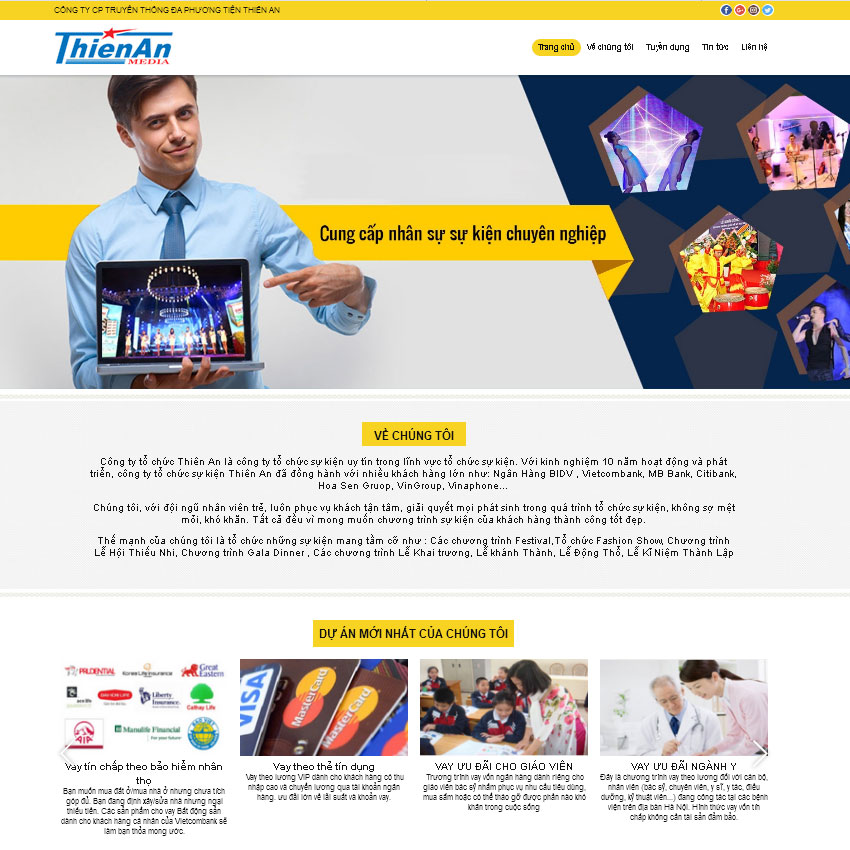 CÔNG TY CP TRUYỀN THÔNG ĐA PHƯƠNG TIỆN THIÊN AN
ThienAn
MEDIA
Trang chủ Về chúng tôi Tuyển dụng Tin tức Liên hệ
Cung cấp nhân sự sự kiện chuyên nghiệp
VỀ CHÚNG TÔI
Công ty tổ chức Thiên An là công ty tổ chức sự kiện uy tín trong lĩnh vực tổ chức sự kiện. Với kinh nghiệm 10 năm hoạt động và phát
triển, công ty tổ chức sự kiện Thiên An đã đồng hành với nhiều khách hàng lớn như: Ngân Hàng BIDV , Vietcombank, MB Bank, Citibank,
Hoa Sen Gruop, VinGroup, Vinaphone...
Chúng tôi, với đội ngũ nhân viên trẻ, luôn phục vụ khách tận tâm, giải quyết mọi phát sinh trong quá trình tổ chức sự kiện, không sợ mệt
mỏi, khó khăn. Tất cả đều vì mong muốn chương trình sự kiện của khách hàng thành công tốt đẹp.
Thế mạnh của chúng tôi là tổ chức những sự kiện mang tầm cỡ như : Các chương trình Festival,Tổ chức Fashion Show, Chương trình
Lễ Hội Thiếu Nhi, Chương trình Gala Dinner , Các chương trình Lễ Khai trương, Lễ khánh Thành, Lễ Động Thổ, Lễ Kĩ Niệm Thành Lập
DỰ ÁN MỚI NHẤT CỦA CHÚNG TÔI
PRUDENTIAL Korea Life Insurance Great Eastern
DAI-ICHI LIFE Liberty Insurance Cathay Life
AIA Manulife Financial
For your future
VISA MasterCard MasterCard
Vay tín chấp theo bảo hiểm nhân
thọ
Bạn muốn mua đất ở/mua nhà ở nhưng chưa tích
góp đủ. Bạn đang định xây/sửa nhà nhưng ngại
thiếu tiền. Các sản phẩm cho vay Bất động sản
dành cho khách hàng cá nhân của Vietcombank sẽ
làm bạn thỏa mong ước.
Vay theo thẻ tín dụng
Vay theo lương VIP dành cho khách hàng có thu
nhập cao và chuyển lương qua tài khoản ngân
hàng. ưu đãi lớn về lãi suất và khoản vay.
VAY ƯU ĐÃI CHO GIÁO VIÊN
Trương trình vay vốn ngân hàng dành riêng cho
giáo viên bác sỹ nhằm phục vụ nhu cầu tiêu dùng,
mua sắm hoặc có thể tháo gỡ được phần nào khó
khăn trong cuộc sống
VAY ƯU ĐÃI NGÀNH Y
Đây là chương trình vay theo lương đối với cán bộ,
nhân viên (bác sỹ, chuyên viên, y sĩ, y tác, điều
dưỡng, kỹ thuật viên...) đang công tác tại các bệnh
viện trên địa bàn Hà Nội. Hình thức vay vốn tín
chấp không cần tài sản đảm bảo.